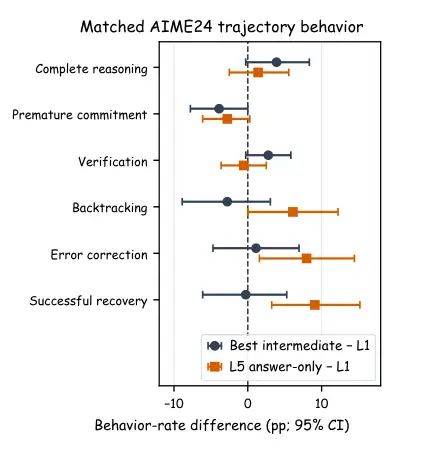 Matched AIME24 trajectory behavior
Complete reasoning
Premature commitment
Verification
Backtracking
Error correction
Successful recovery
Best intermediate – L1
L5 answer-only – L1
−10 0 10
Behavior-rate difference (pp; 95% CI)